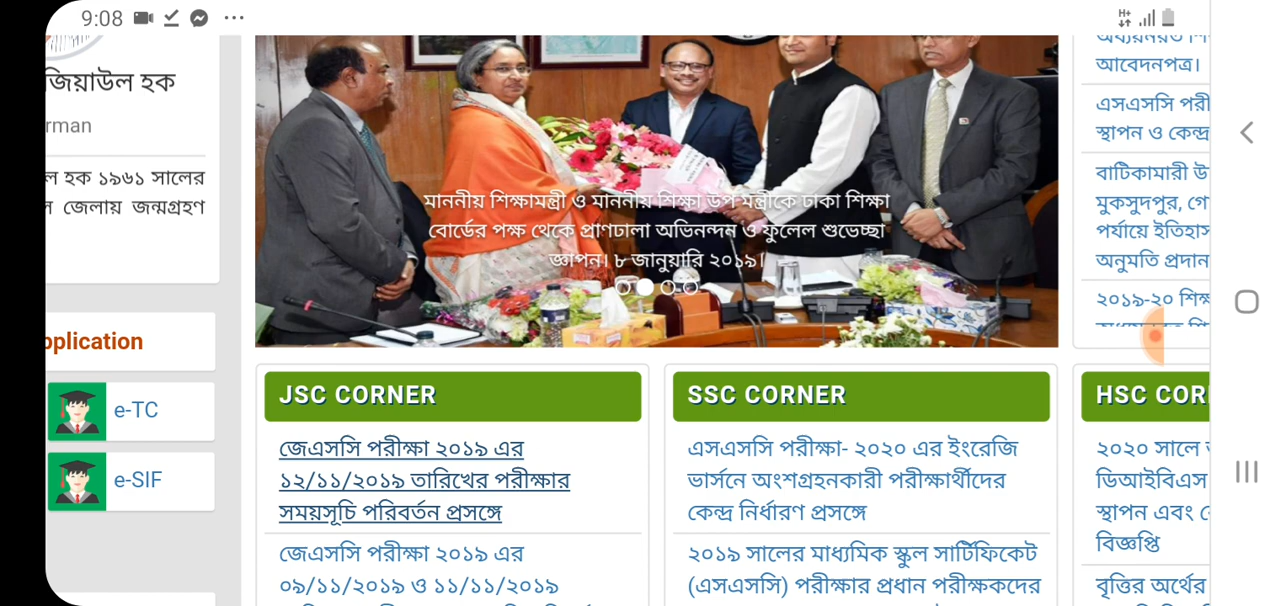 9:08
জিয়াউল হক
rman
ল হক ১৯৬১ সালের
জেলায় জন্মগ্রহণ
pplication
e-TC
e-SIF
মাননীয় শিক্ষামন্ত্রী ও মাননীয় শিক্ষা উপ মন্ত্রীকে ঢাকা শিক্ষা
বোর্ডের পক্ষ থেকে প্রাণঢালা অভিনন্দন ও ফুলেল শুভেচ্ছা
জ্ঞাপন। ৮ জানুয়ারি ২০১৯।
আবেদনপত্র।
এসএসসি পরী
স্থাপন ও কেন্দ্র
বাটিকামারী উ
মুকসুদপুর, গে
পর্যায়ে ইতিহাস
অনুমতি প্রদান
২০১৯-২০ শিক্ষ
JSC CORNER
জেএসসি পরীক্ষা ২০১৯ এর
১২/১১/২০১৯ তারিখের পরীক্ষার
সময়সূচি পরিবর্তন প্রসঙ্গে
জেএসসি পরীক্ষা ২০১৯ এর
০৯/১১/২০১৯ ও ১১/১১/২০১৯
SSC CORNER
এসএসসি পরীক্ষা- ২০২০ এর ইংরেজি
ভার্সনে অংশগ্রহনকারী পরীক্ষার্থীদের
কেন্দ্র নির্ধারণ প্রসঙ্গে
২০১৯ সালের মাধ্যমিক স্কুল সার্টিফিকেট
(এসএসসি) পরীক্ষার প্রধান পরীক্ষকদের
HSC COR
২০২০ সালে
ডিআইবিএস
স্থাপন এবং
বিজ্ঞপ্তি
বৃত্তির অর্থের